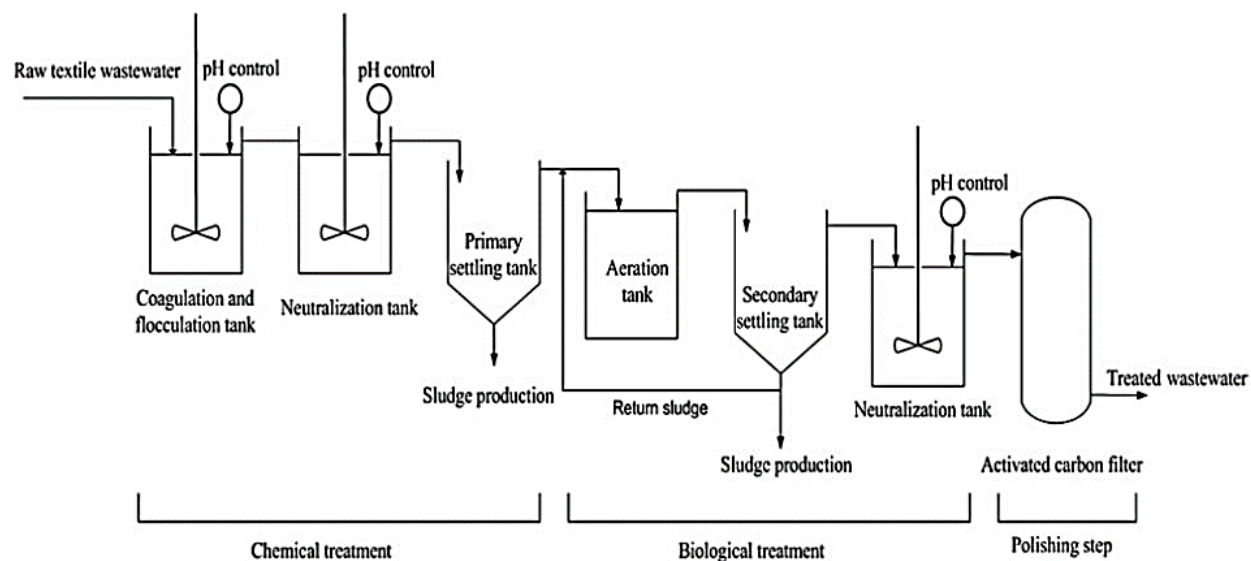 Raw textile wastewater
pH control
pH control
Coagulation and
flocculation tank
Neutralization tank
Primary
settling tank
Sludge production
Aeration
tank
Return sludge
Secondary
settling tank
Sludge production
pH control
Neutralization tank
Treated wastewater
Activated carbon filter
Chemical treatment
Biological treatment
Polishing step